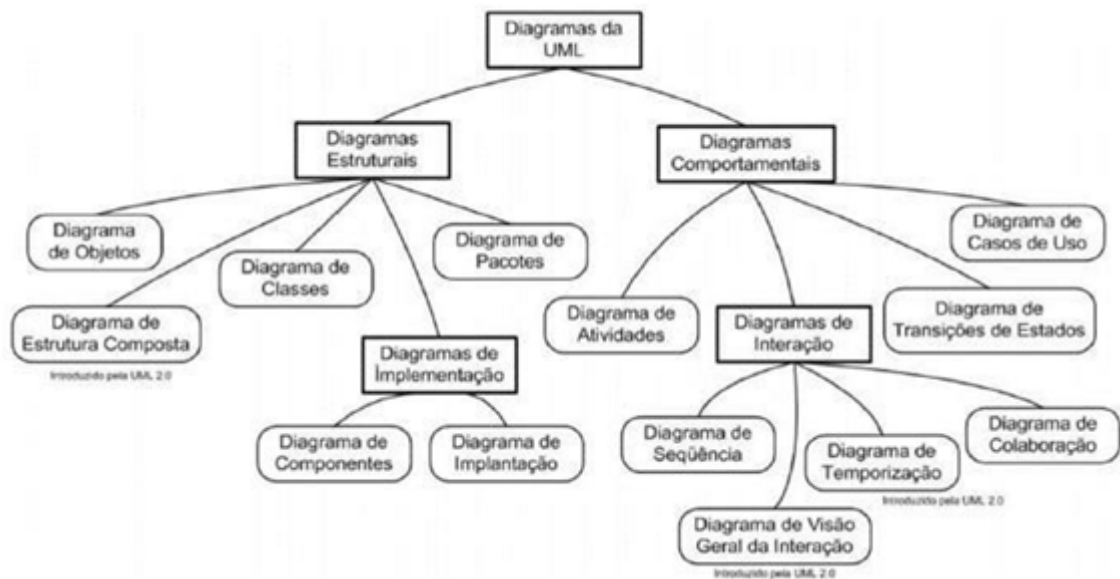 Diagramas da
UML
Diagramas
Estruturais
Diagramas
Comportamentais
Diagrama
de Objetos
Diagrama de
Classes
Diagrama de
Pacotes
Diagrama de
Casos de Uso
Diagrama de
Estrutura Composta
Introduzido pela UML 2.0
Diagramas de
Implementação
Diagrama de
Atividades
Diagramas de
Interação
Diagrama de
Transições de Estados
Diagrama de
Componentes
Diagrama de
Implantação
Diagrama de
Seqüência
Diagrama de
Temporização
Introduzido pela UML 2.0
Diagrama de
Colaboração
Diagrama de Visão
Geral da Interação
Introduzido pela UML 2.0